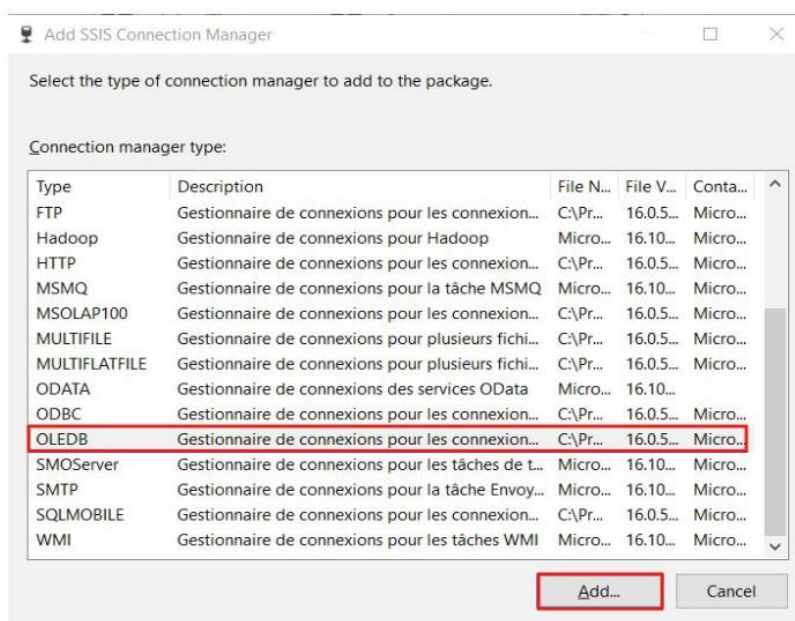 Add SSIS Connection Manager
Select the type of connection manager to add to the package.
Connection manager type:
Type Description File N... File V... Conta...
FTP Gestionnaire de connexions pour les connexion... C:\Pr... 16.0.5... Micro...
Hadoop Gestionnaire de connexions pour Hadoop Micro... 16.10... Micro...
HTTP Gestionnaire de connexions pour les connexion... C:\Pr... 16.0.5... Micro...
MSMQ Gestionnaire de connexions pour la tâche MSMQ Micro... 16.10... Micro...
MSOLAP100 Gestionnaire de connexions pour les connexion... C:\Pr... 16.0.5... Micro...
MULTIFILE Gestionnaire de connexions pour plusieurs fichi... C:\Pr... 16.0.5... Micro...
MULTIFLATFILE Gestionnaire de connexions pour plusieurs fichi... C:\Pr... 16.0.5... Micro...
ODATA Gestionnaire de connexions des services OData Micro... 16.10...
ODBC Gestionnaire de connexions pour les connexion... C:\Pr... 16.0.5... Micro...
OLEDB Gestionnaire de connexions pour les connexion... C:\Pr... 16.0.5... Micro...
SMOServer Gestionnaire de connexions pour les tâches de t... Micro... 16.10... Micro...
SMTP Gestionnaire de connexions pour la tâche Envoy... Micro... 16.10... Micro...
SQLMOBILE Gestionnaire de connexions pour les connexion... C:\Pr... 16.0.5... Micro...
WMI Gestionnaire de connexions pour les tâches WMI Micro... 16.10... Micro...
Add... Cancel